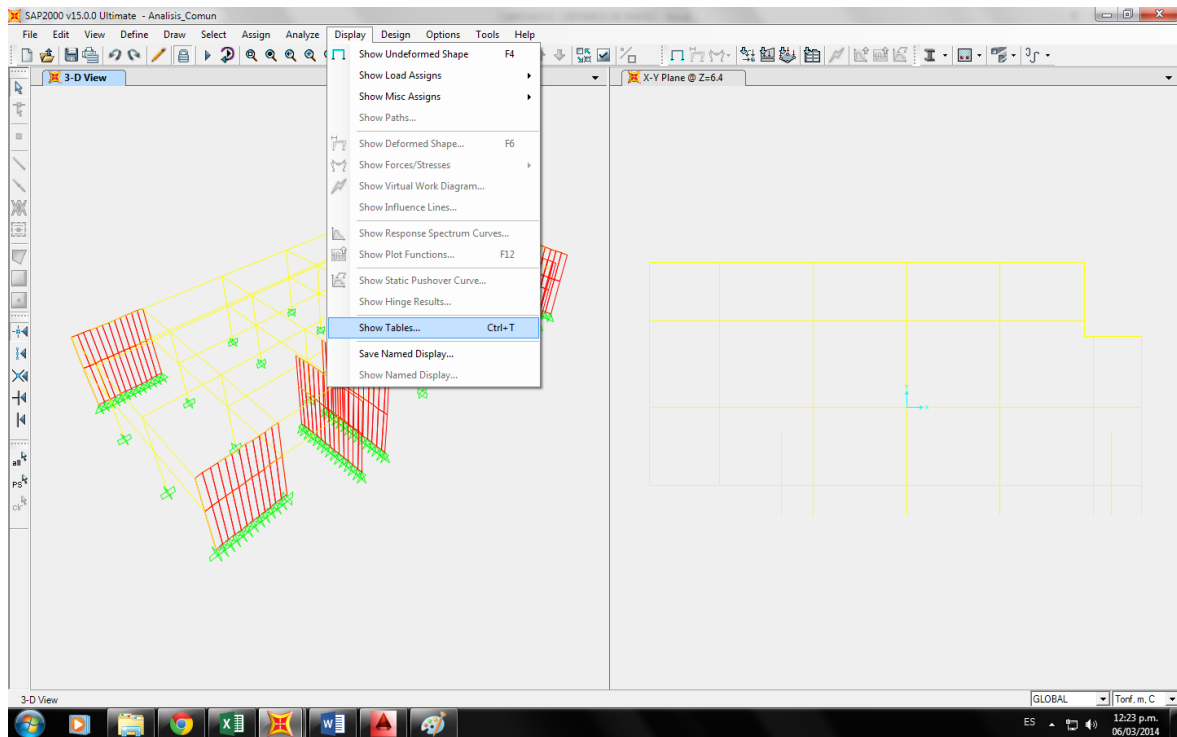 SAP2000 v15.0.0 Ultimate - Analisis_Comun
File Edit View Define Draw Select Assign Analyze Display Design Options Tools Help
3-D View
X-Y Plane @ Z=6.4
Show Undeformed Shape F4
Show Load Assigns
Show Misc Assigns
Show Paths...
Show Deformed Shape... F6
Show Forces/Stresses
Show Virtual Work Diagram...
Show Influence Lines...
Show Response Spectrum Curves...
Show Plot Functions... F12
Show Static Pushover Curve...
Show Hinge Results...
Show Tables... Ctrl+T
Save Named Display...
Show Named Display...
all
PS
clr
3-D View
GLOBAL
Tonf, m, C
ES
12:23 p.m.
06/03/2014